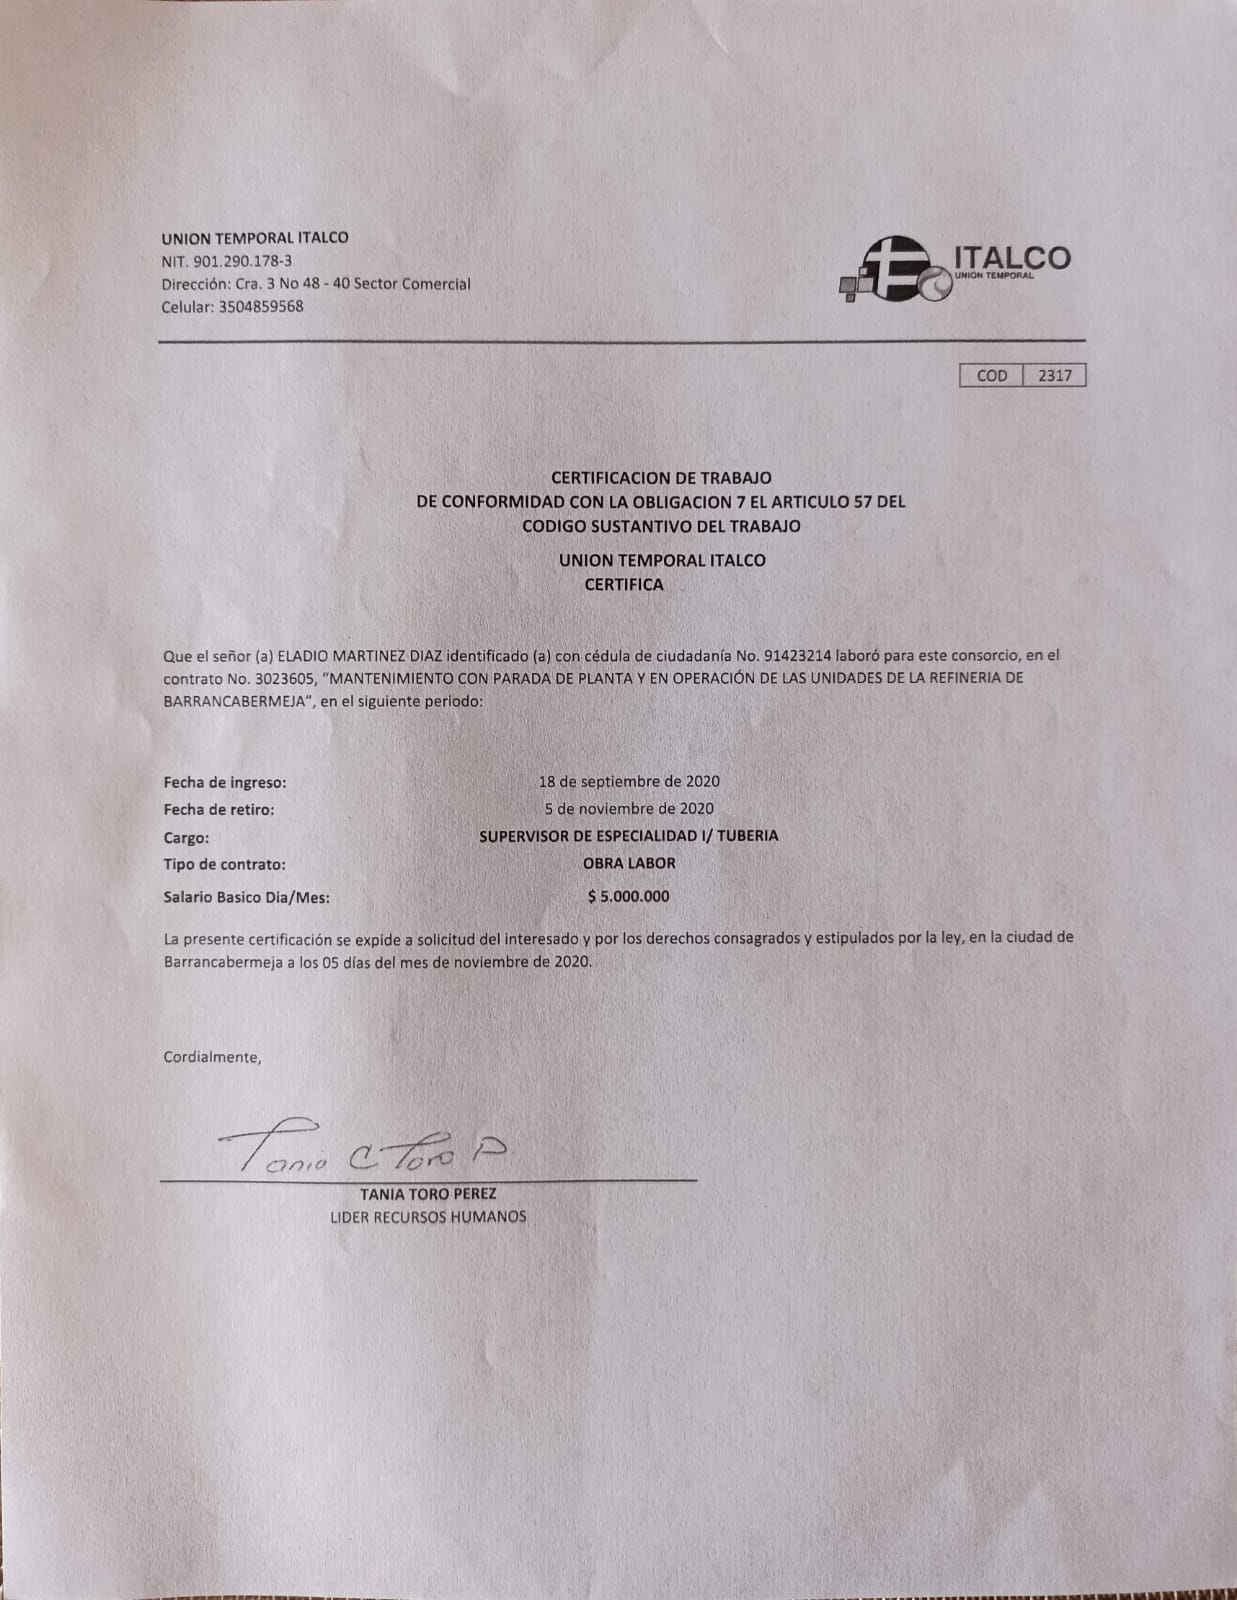 UNION TEMPORAL ITALCO
NIT. 901.290.178-3
Dirección: Cra. 3 No 48 - 40 Sector Comercial
Celular: 3504859568
ITALCO
UNION TEMPORAL
COD 2317
CERTIFICACION DE TRABAJO
DE CONFORMIDAD CON LA OBLIGACION 7 EL ARTICULO 57 DEL
CODIGO SUSTANTIVO DEL TRABAJO
UNION TEMPORAL ITALCO
CERTIFICA
Que el señor (a) ELADIO MARTINEZ DIAZ identificado (a) con cédula de ciudadanía No. 91423214 laboró para este consorcio, en el
contrato No. 3023605, “MANTENIMIENTO CON PARADA DE PLANTA Y EN OPERACIÓN DE LAS UNIDADES DE LA REFINERIA DE
BARRANCABERMEJA”, en el siguiente periodo:
Fecha de ingreso: 18 de septiembre de 2020
Fecha de retiro: 5 de noviembre de 2020
Cargo: SUPERVISOR DE ESPECIALIDAD I/ TUBERIA
Tipo de contrato: OBRA LABOR
Salario Basico Dia/Mes: $ 5.000.000
La presente certificación se expide a solicitud del interesado y por los derechos consagrados y estipulados por la ley, en la ciudad de
Barrancabermeja a los 05 días del mes de noviembre de 2020.
Cordialmente,
Tania C Toro P.
TANIA TORO PEREZ
LIDER RECURSOS HUMANOS